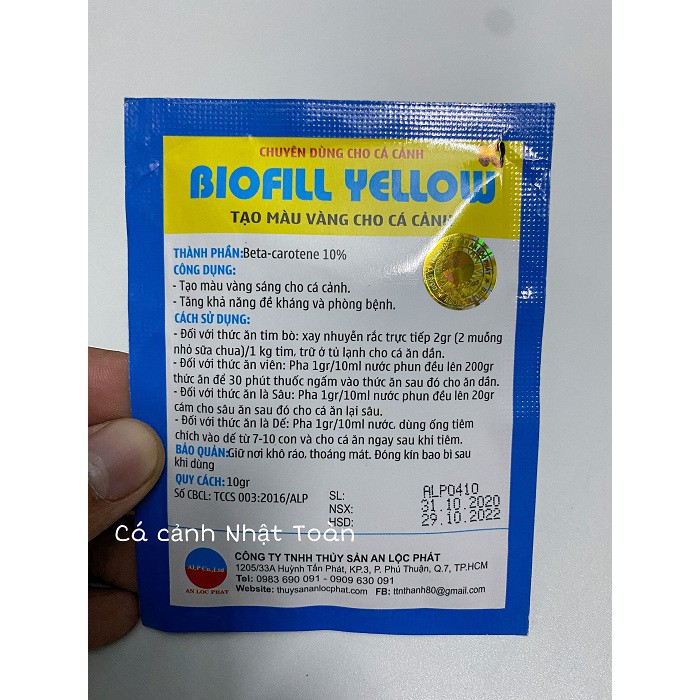 CHUYÊN DÙNG CHO CÁ CẢNH
BIOFILL YELLOW
TẠO MÀU VÀNG CHO CÁ CẢNH
THÀNH PHẦN:Beta-carotene 10%
CÔNG DỤNG:
- Tạo màu vàng sáng cho cá cảnh.
- Tăng khả năng đề kháng và phòng bệnh.
CÁCH SỬ DỤNG:
- Đối với thức ăn tim bò: xay nhuyễn rắc trực tiếp 2gr (2 muỗng
nhỏ sữa chua)/1 kg tim, trữ ở tủ lạnh cho cá ăn dần.
- Đối với thức ăn viên: Pha 1gr/10ml nước phun đều lên 200gr
thức ăn để 30 phút thuốc ngấm vào thức ăn sau đó cho ăn.
- Đối với thức ăn là Sâu: Pha 1gr/10ml nước phun đều lên 20gr
cám cho sâu ăn sau đó cho cá ăn lại sâu.
- Đối với thức ăn là Dế: Pha 1gr/10ml nước, dùng ống tiêm
chích vào dế từ 7-10 con và cho cá ăn ngay sau khi tiêm.
BẢO QUẢN:Giữ nơi khô ráo, thoáng mát. Đóng kín bao bì sau
khi dùng
QUY CÁCH: 10gr
Số CBCL: TCCS 003:2016/ALP
SL: ALP0410
NSX: 31.10.2020
HSD: 29.10.2022
Cá cảnh Nhật Toàn
ALP Co.,Ltd
AN LOC PHAT
CÔNG TY TNHH THỦY SẢN AN LỘC PHÁT
1205/33A Huỳnh Tấn Phát, KP.3, P. Phú Thuận, Q.7, TP.HCM
Tel: 0983 690 091 - 0909 630 091
Website: thuysananlocphat.com FB: ttnthanh80@gmail.com